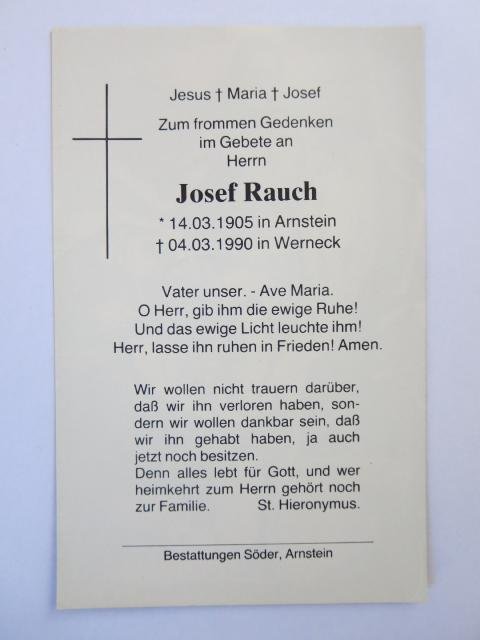 Jesus † Maria † Josef
Zum frommen Gedenken
im Gebete an
Herrn
Josef Rauch
* 14.03.1905 in Arnstein
† 04.03.1990 in Werneck
Vater unser. - Ave Maria.
O Herr, gib ihm die ewige Ruhe!
Und das ewige Licht leuchte ihm!
Herr, lasse ihn ruhen in Frieden! Amen.
Wir wollen nicht trauern darüber,
daß wir ihn verloren haben, son-
dern wir wollen dankbar sein, daß
wir ihn gehabt haben, ja auch
jetzt noch besitzen.
Denn alles lebt für Gott, und wer
heimkehrt zum Herrn gehört noch
zur Familie. St. Hieronymus.
Bestattungen Söder, Arnstein